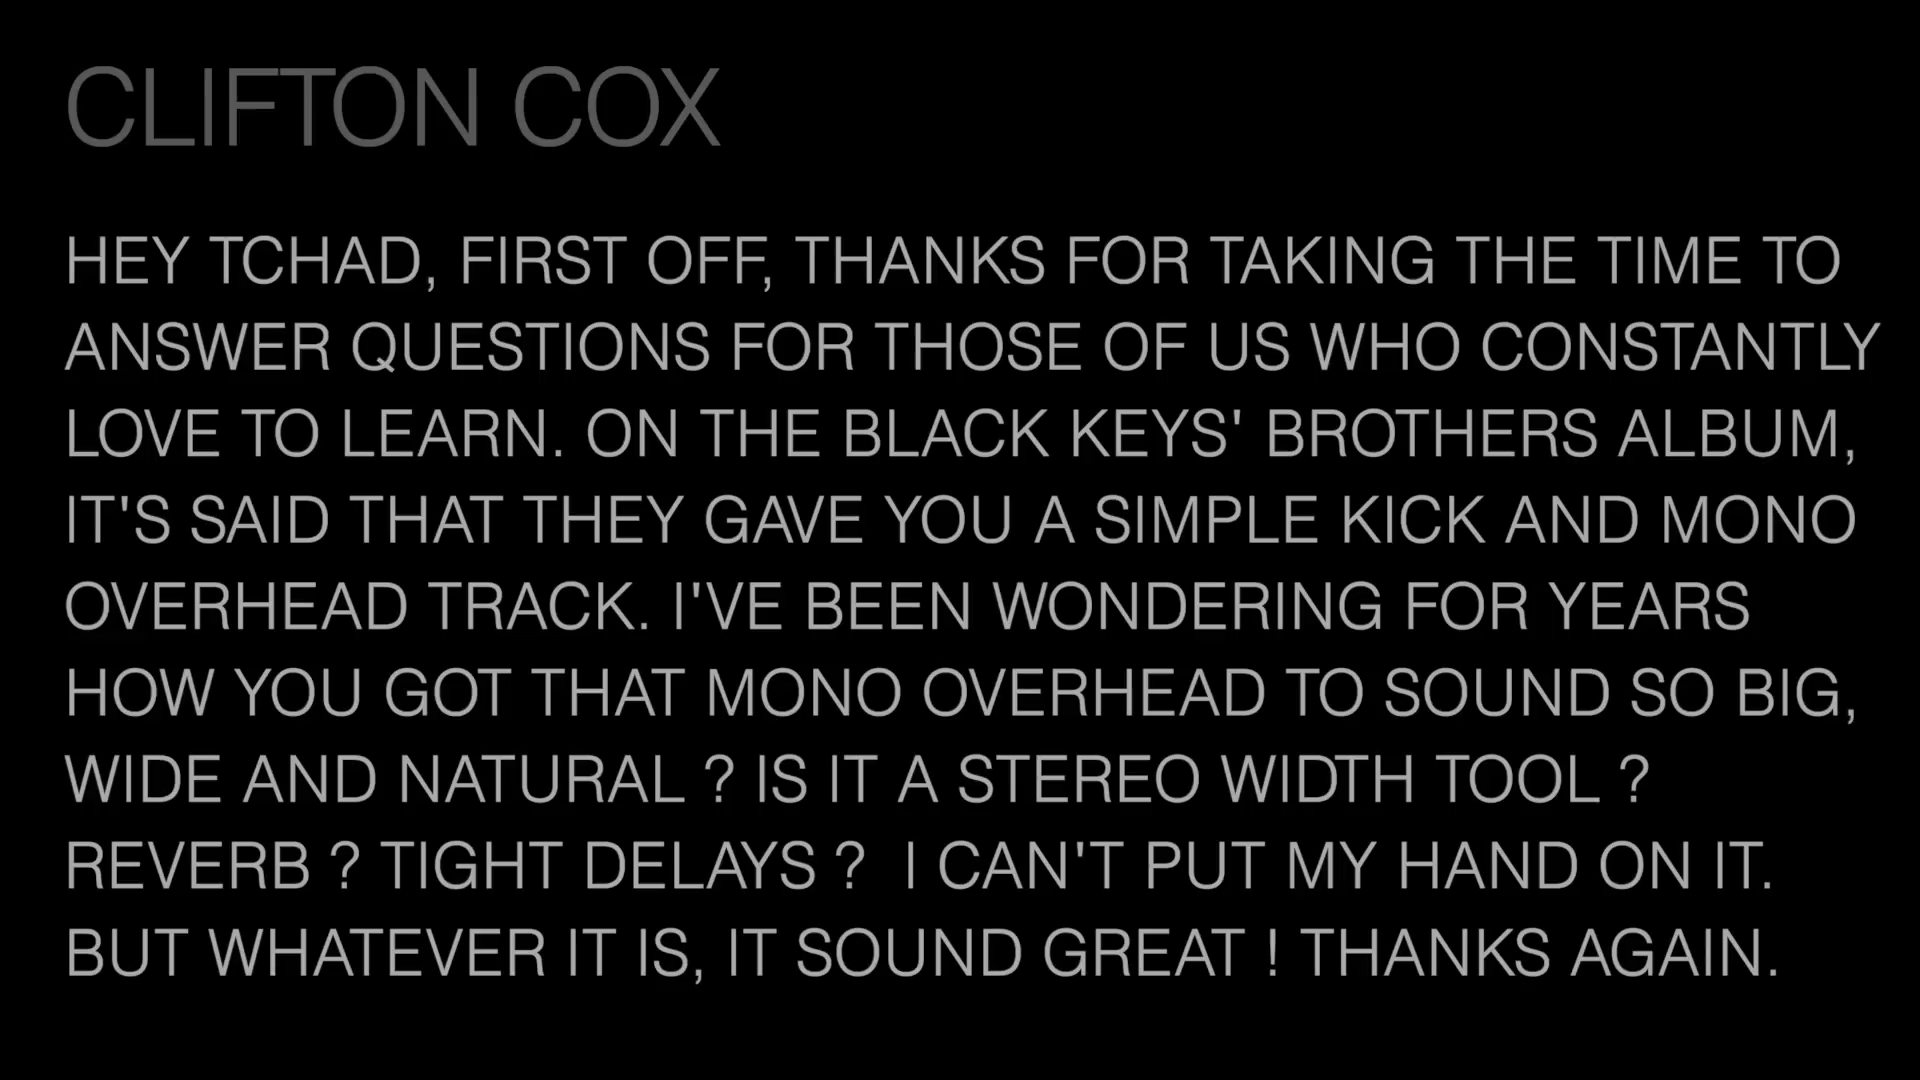 CLIFTON COX
HEY TCHAD, FIRST OFF, THANKS FOR TAKING THE TIME TO
ANSWER QUESTIONS FOR THOSE OF US WHO CONSTANTLY
LOVE TO LEARN. ON THE BLACK KEYS' BROTHERS ALBUM,
IT'S SAID THAT THEY GAVE YOU A SIMPLE KICK AND MONO
OVERHEAD TRACK. I'VE BEEN WONDERING FOR YEARS
HOW YOU GOT THAT MONO OVERHEAD TO SOUND SO BIG,
WIDE AND NATURAL ? IS IT A STEREO WIDTH TOOL ?
REVERB ? TIGHT DELAYS ?  I CAN'T PUT MY HAND ON IT.
BUT WHATEVER IT IS, IT SOUND GREAT ! THANKS AGAIN.